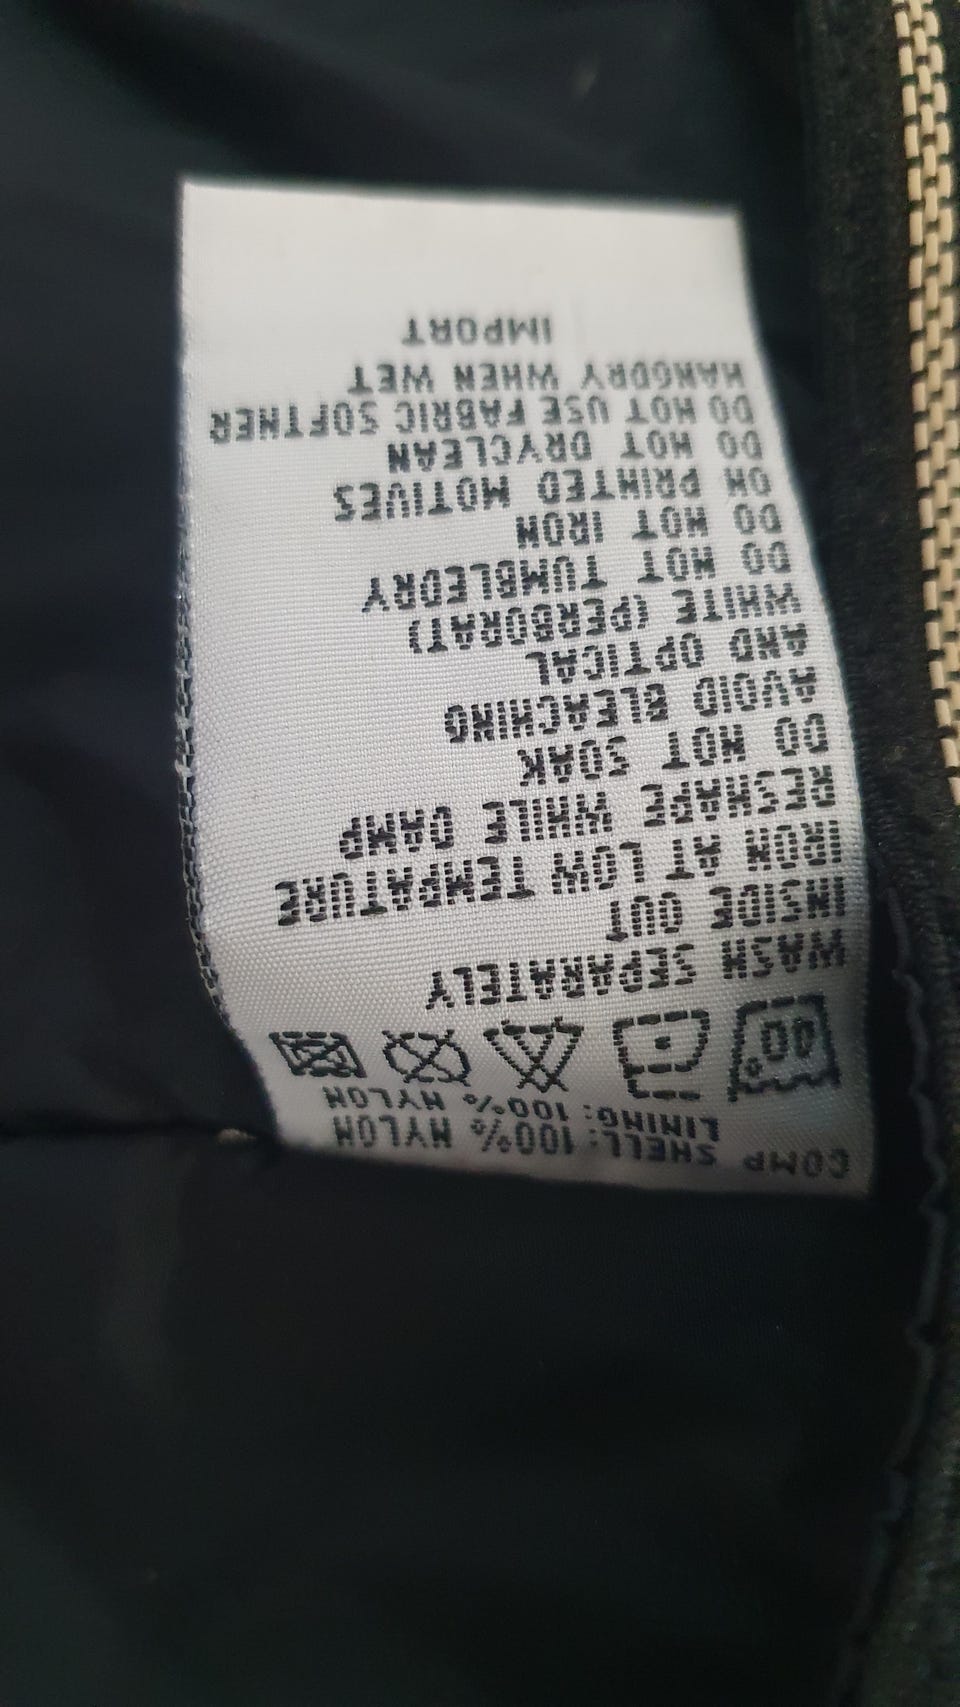 COMP SHELL: 100% NYLON
LINING: 100% NYLON
WASH SEPARATELY
INSIDE OUT
IRON AT LOW TEMPATURE
RESHAPE WHILE DAMP
DO NOT SOAK
AVOID BLEACHING
AND OPTICAL
WHITE (PERBORAT)
DO NOT TUMBLEDRY
DO NOT IRON
ON PRINTED MOTIVES
DO NOT DRYCLEAN
DO NOT USE FABRIC SOFTNER
HANGDRY WHEN WET
IMPORT